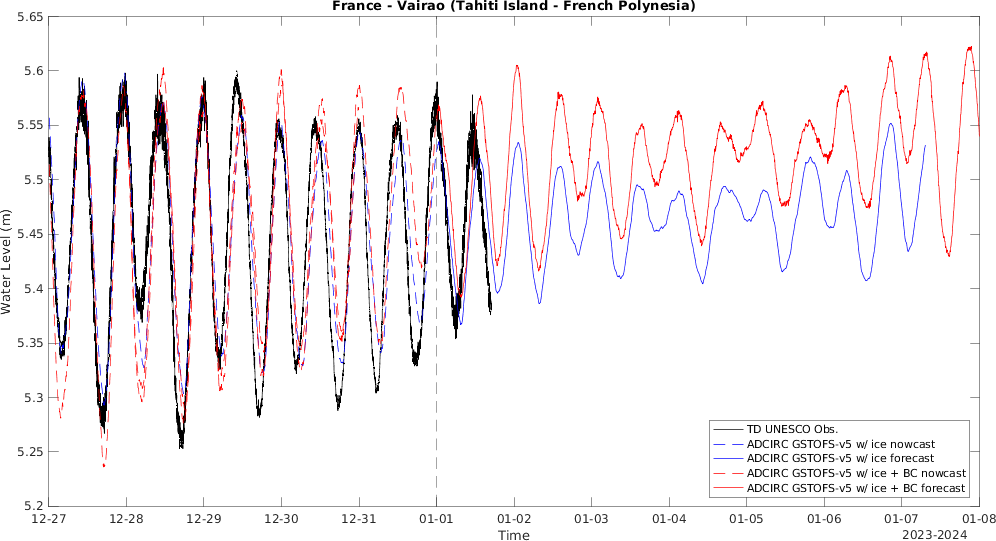 France - Vairao (Tahiti Island - French Polynesia)
5.65
5.6
5.55
5.5
5.45
5.4
5.35
5.3
5.25
5.2
Water Level (m)
TD UNESCO Obs.
ADCIRC GSTOFS-v5 w/ ice nowcast
ADCIRC GSTOFS-v5 w/ ice forecast
ADCIRC GSTOFS-v5 w/ ice + BC nowcast
ADCIRC GSTOFS-v5 w/ ice + BC forecast
12-27 12-28 12-29 12-30 12-31 01-01 01-02 01-03 01-04 01-05 01-06 01-07 01-08
Time
2023-2024